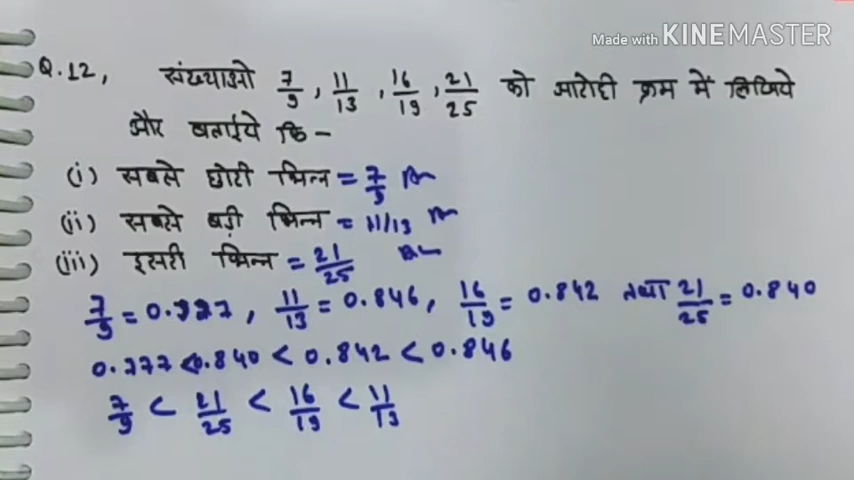 Made with KINEMASTER
Q.12, संख्याओ 7/9, 11/13, 16/19, 21/25 को आरोही क्रम में लिखिये
और बताईये कि -
(i) सबसे छोटी भिन्न = 7/9
(ii) सबसे बड़ी भिन्न = 11/13
(iii) दूसरी भिन्न = 21/25
7/9 = 0.777, 11/13 = 0.846, 16/19 = 0.842 तथा 21/25 = 0.840
0.777 < 0.840 < 0.842 < 0.846
7/9 < 21/25 < 16/19 < 11/13